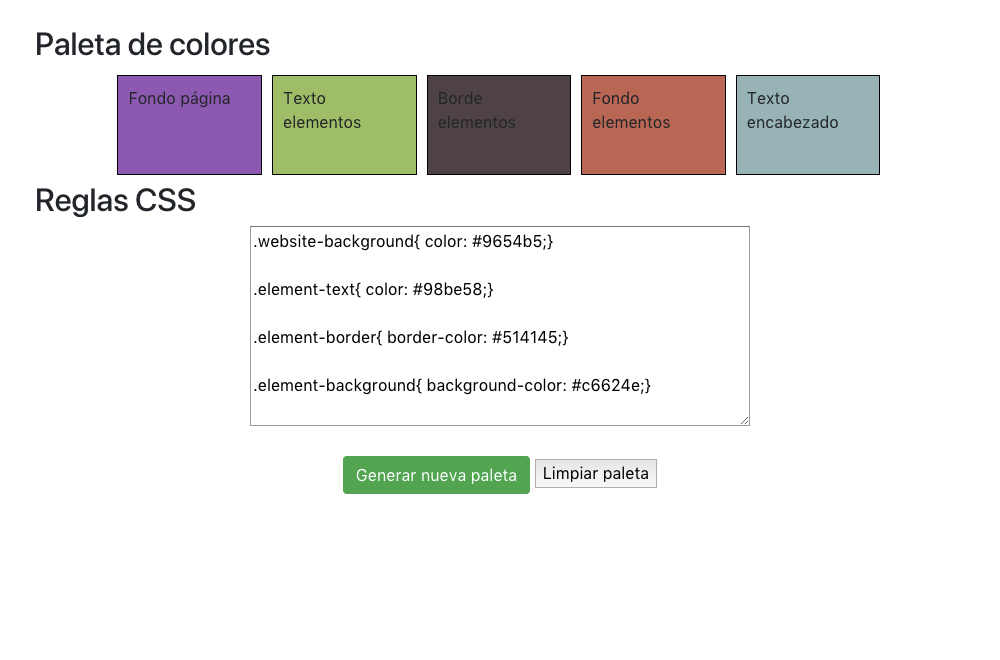 Paleta de colores
Fondo página
Texto
elementos
Borde
elementos
Fondo
elementos
Texto
encabezado
Reglas CSS
.website-background{ color: #9654b5;}
.element-text{ color: #98be58;}
.element-border{ border-color: #514145;}
.element-background{ background-color: #c6624e;}
Generar nueva paleta
Limpiar paleta